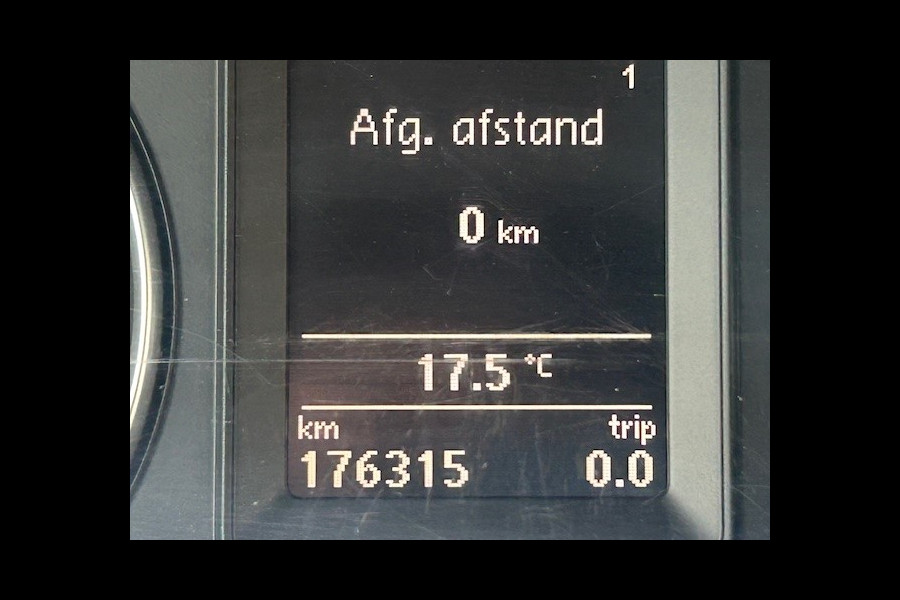 1
Afg. afstand
0 km
17.5 °C
km trip
176315 0.0